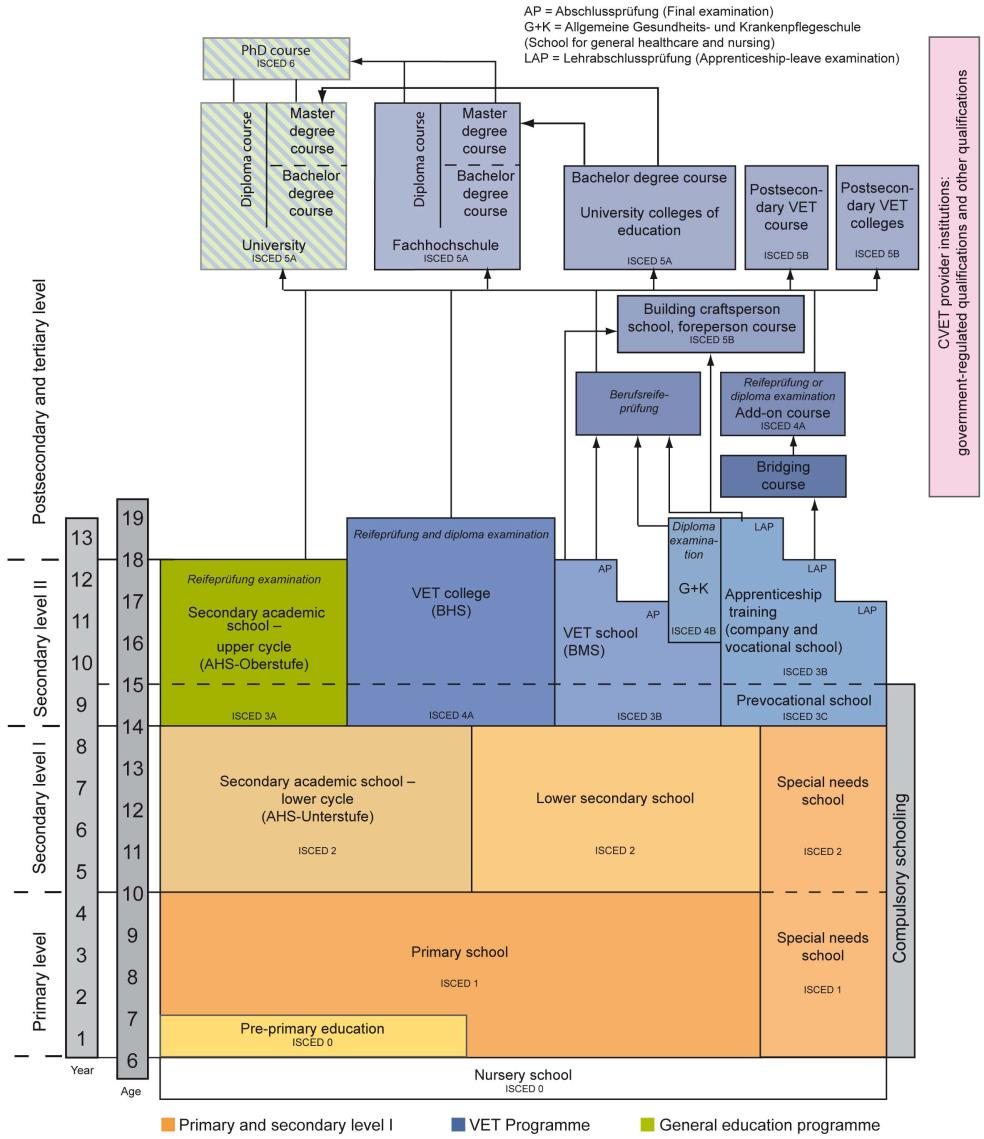 AP = Abschlussprüfung (Final examination)
G+K = Allgemeine Gesundheits- und Krankenpflegeschule
(School for general healthcare and nursing)
LAP = Lehrabschlussprüfung (Apprenticeship-leave examination)
PhD course
ISCED 6
Diploma course
Master
degree
course
Bachelor
degree
course
University
ISCED 5A
Diploma course
Master
degree
course
Bachelor
degree
course
Fachhochschule
ISCED 5A
Bachelor degree course
University colleges of
education
ISCED 5A
Postsecon-
dary VET
course
ISCED 5B
Postsecon-
dary VET
colleges
ISCED 5B
CVET provider institutions:
government-regulated qualifications and other qualifications
Building craftsperson
school, foreperson course
ISCED 5B
Berufsreife-
prüfung
Reifeprüfung or
diploma examination
Add-on course
ISCED 4A
Bridging
course
Postsecondary and tertiary level
Secondary level II
Secondary level I
Primary level
13
12
11
10
9
8
7
6
5
4
3
2
1
Year
19
18
17
16
15
14
13
12
11
10
9
8
7
6
Age
Reifeprüfung examination
Secondary academic
school –
upper cycle
(AHS-Oberstufe)
ISCED 3A
Reifeprüfung and diploma examination
VET college
(BHS)
ISCED 4A
AP
AP
VET school
(BMS)
ISCED 3B
Diploma
examina-
tion
G+K
ISCED 4B
LAP
LAP
LAP
Apprenticeship
training
(company and
vocational school)
ISCED 3B
Prevocational school
ISCED 3C
Secondary academic school –
lower cycle
(AHS-Unterstufe)
ISCED 2
Lower secondary school
ISCED 2
Special needs
school
ISCED 2
Primary school
ISCED 1
Special needs
school
ISCED 1
Compulsory schooling
Pre-primary education
ISCED 0
Nursery school
ISCED 0
Primary and secondary level I
VET Programme
General education programme